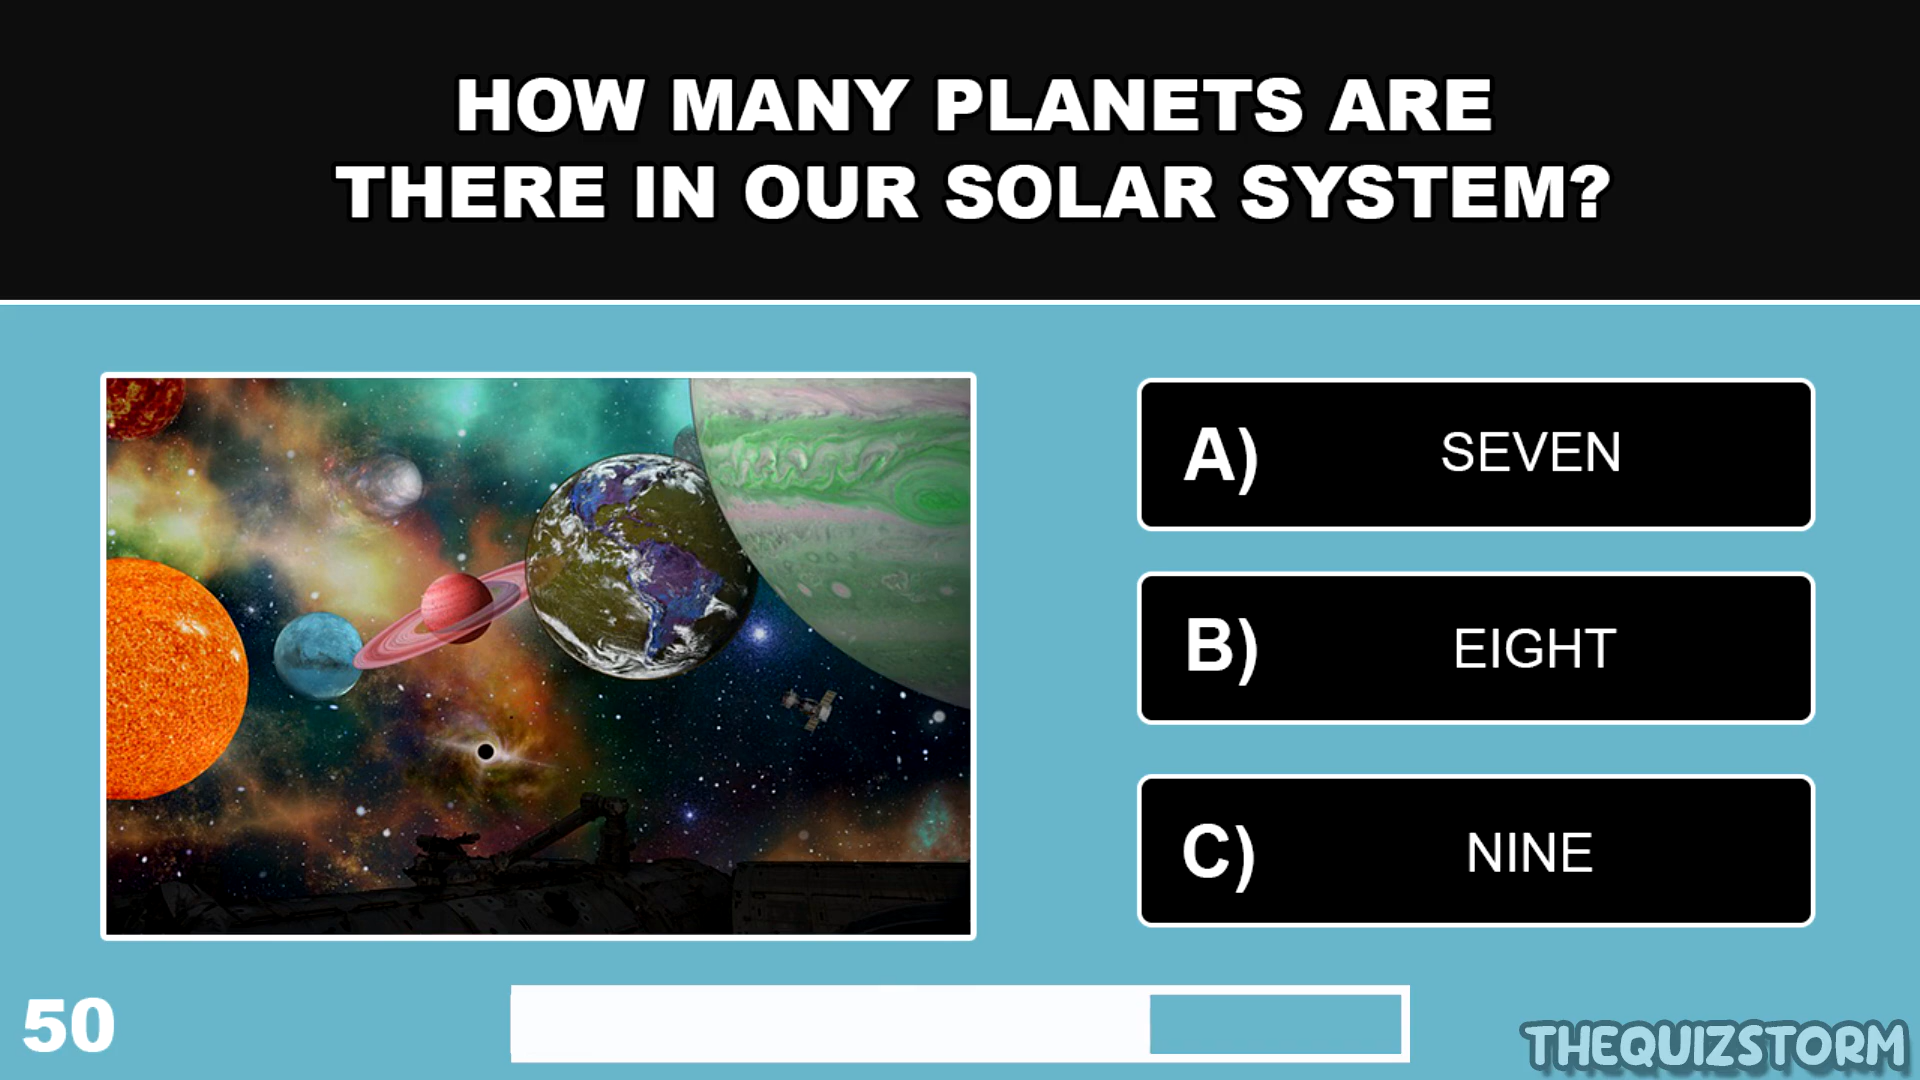 HOW MANY PLANETS ARE
THERE IN OUR SOLAR SYSTEM?
A) SEVEN
B) EIGHT
C) NINE
50
THEQUIZSTORM